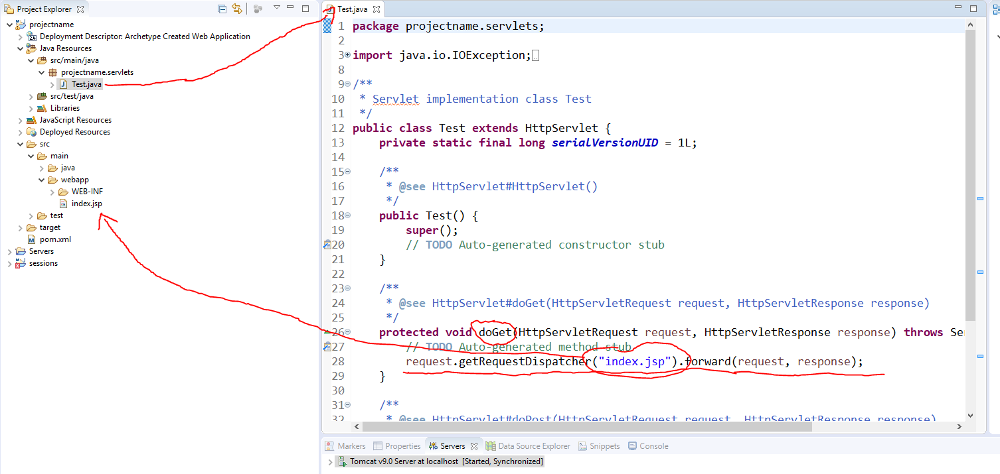 Project Explorer
projectname
Deployment Descriptor: Archetype Created Web Application
Java Resources
src/main/java
projectname.servlets
Test.java
src/test/java
Libraries
JavaScript Resources
Deployed Resources
src
main
java
webapp
WEB-INF
index.jsp
test
target
pom.xml
Servers
sessions
Test.java
1 package projectname.servlets;
2
3 import java.io.IOException;
8
9 /**
10 * Servlet implementation class Test
11 */
12 public class Test extends HttpServlet {
13 private static final long serialVersionUID = 1L;
14
15 /**
16 * @see HttpServlet#HttpServlet()
17 */
18 public Test() {
19 super();
20 // TODO Auto-generated constructor stub
21 }
22
23 /**
24 * @see HttpServlet#doGet(HttpServletRequest request, HttpServletResponse response)
25 */
26 protected void doGet(HttpServletRequest request, HttpServletResponse response) throws Se
27 // TODO Auto-generated method stub
28 request.getRequestDispatcher("index.jsp").forward(request, response);
29 }
30
31 /**
32 * @see HttpServlet#doPost(HttpServletRequest request, HttpServletResponse response)
Markers Properties Servers Data Source Explorer Snippets Console
Tomcat v9.0 Server at localhost [Started, Synchronized]